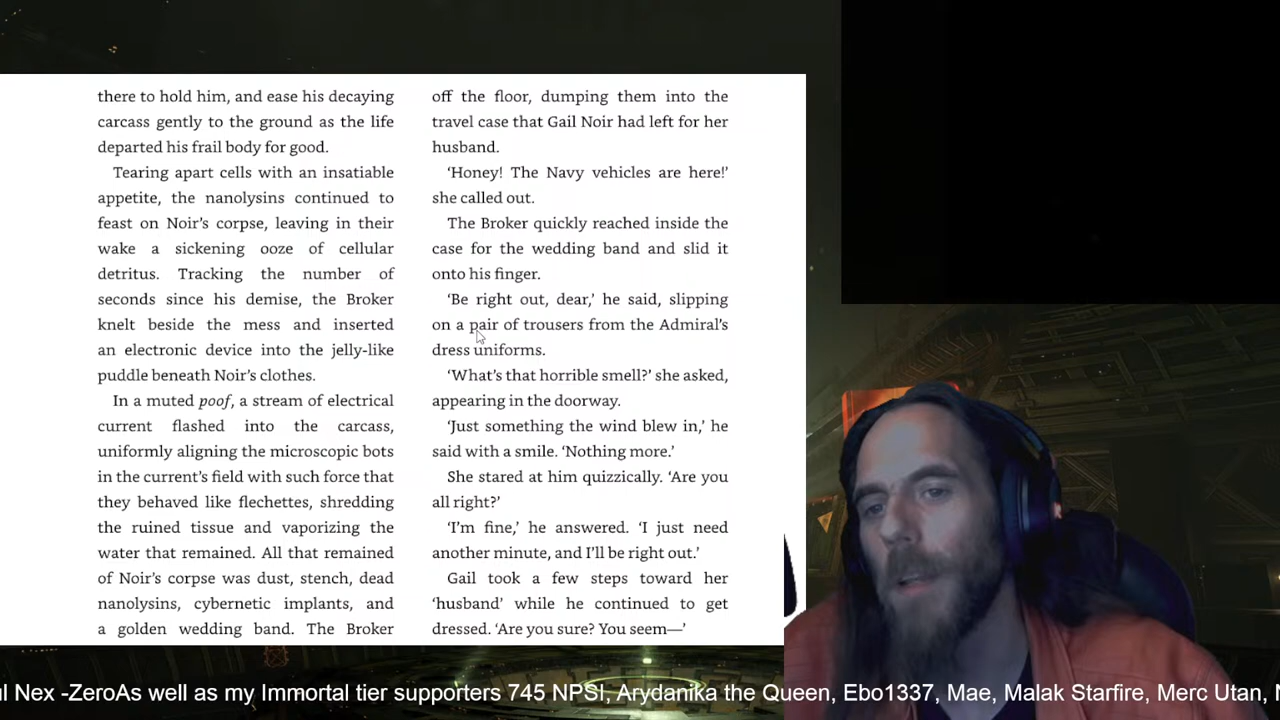 there to hold him, and ease his decaying
carcass gently to the ground as the life
departed his frail body for good.
Tearing apart cells with an insatiable
appetite, the nanolysins continued to
feast on Noir’s corpse, leaving in their
wake a sickening ooze of cellular
detritus. Tracking the number of
seconds since his demise, the Broker
knelt beside the mess and inserted
an electronic device into the jelly-like
puddle beneath Noir’s clothes.
In a muted poof, a stream of electrical
current flashed into the carcass,
uniformly aligning the microscopic bots
in the current’s field with such force that
they behaved like flechettes, shredding
the ruined tissue and vaporizing the
water that remained. All that remained
of Noir’s corpse was dust, stench, dead
nanolysins, cybernetic implants, and
a golden wedding band. The Broker
off the floor, dumping them into the
travel case that Gail Noir had left for her
husband.
‘Honey! The Navy vehicles are here!’
she called out.
The Broker quickly reached inside the
case for the wedding band and slid it
onto his finger.
‘Be right out, dear,’ he said, slipping
on a pair of trousers from the Admiral’s
dress uniforms.
‘What’s that horrible smell?’ she asked,
appearing in the doorway.
‘Just something the wind blew in,’ he
said with a smile. ‘Nothing more.’
She stared at him quizzically. ‘Are you
all right?’
‘I’m fine,’ he answered. ‘I just need
another minute, and I’ll be right out.’
Gail took a few steps toward her
‘husband’ while he continued to get
dressed. ‘Are you sure? You seem—’
ul Nex -ZeroAs well as my Immortal tier supporters 745 NPSI, Arydanika the Queen, Ebo1337, Mae, Malak Starfire, Merc Utan,